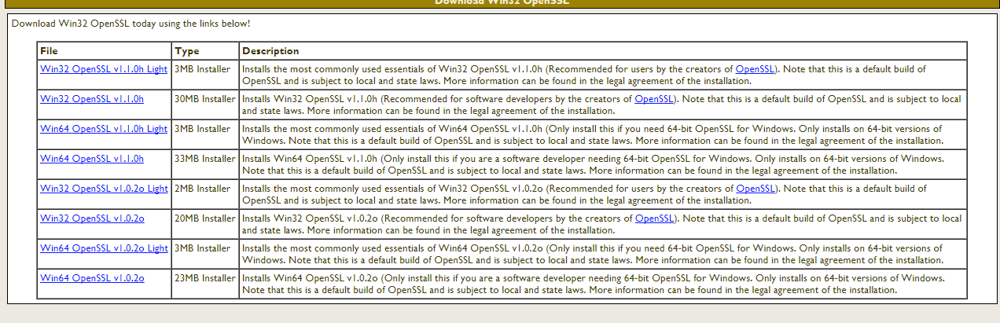 Download Win32 OpenSSL
Download Win32 OpenSSL today using the links below!
File Type Description
Win32 OpenSSL v1.1.0h Light 3MB Installer Installs the most commonly used essentials of Win32 OpenSSL v1.1.0h (Recommended for users by the creators of OpenSSL). Note that this is a default build of
OpenSSL and is subject to local and state laws. More information can be found in the legal agreement of the installation.
Win32 OpenSSL v1.1.0h 30MB Installer Installs Win32 OpenSSL v1.1.0h (Recommended for software developers by the creators of OpenSSL). Note that this is a default build of OpenSSL and is subject to local
and state laws. More information can be found in the legal agreement of the installation.
Win64 OpenSSL v1.1.0h Light 3MB Installer Installs the most commonly used essentials of Win64 OpenSSL v1.1.0h (Only install this if you need 64-bit OpenSSL for Windows. Only installs on 64-bit versions of
Windows. Note that this is a default build of OpenSSL and is subject to local and state laws. More information can be found in the legal agreement of the installation.
Win64 OpenSSL v1.1.0h 33MB Installer Installs Win64 OpenSSL v1.1.0h (Only install this if you are a software developer needing 64-bit OpenSSL for Windows. Only installs on 64-bit versions of Windows.
Note that this is a default build of OpenSSL and is subject to local and state laws. More information can be found in the legal agreement of the installation.
Win32 OpenSSL v1.0.2o Light 2MB Installer Installs the most commonly used essentials of Win32 OpenSSL v1.0.2o (Recommended for users by the creators of OpenSSL). Note that this is a default build of
OpenSSL and is subject to local and state laws. More information can be found in the legal agreement of the installation.
Win32 OpenSSL v1.0.2o 20MB Installer Installs Win32 OpenSSL v1.0.2o (Recommended for software developers by the creators of OpenSSL). Note that this is a default build of OpenSSL and is subject to local
and state laws. More information can be found in the legal agreement of the installation.
Win64 OpenSSL v1.0.2o Light 3MB Installer Installs the most commonly used essentials of Win64 OpenSSL v1.0.2o (Only install this if you need 64-bit OpenSSL for Windows. Only installs on 64-bit versions of
Windows. Note that this is a default build of OpenSSL and is subject to local and state laws. More information can be found in the legal agreement of the installation.
Win64 OpenSSL v1.0.2o 23MB Installer Installs Win64 OpenSSL v1.0.2o (Only install this if you are a software developer needing 64-bit OpenSSL for Windows. Only installs on 64-bit versions of Windows.
Note that this is a default build of OpenSSL and is subject to local and state laws. More information can be found in the legal agreement of the installation.